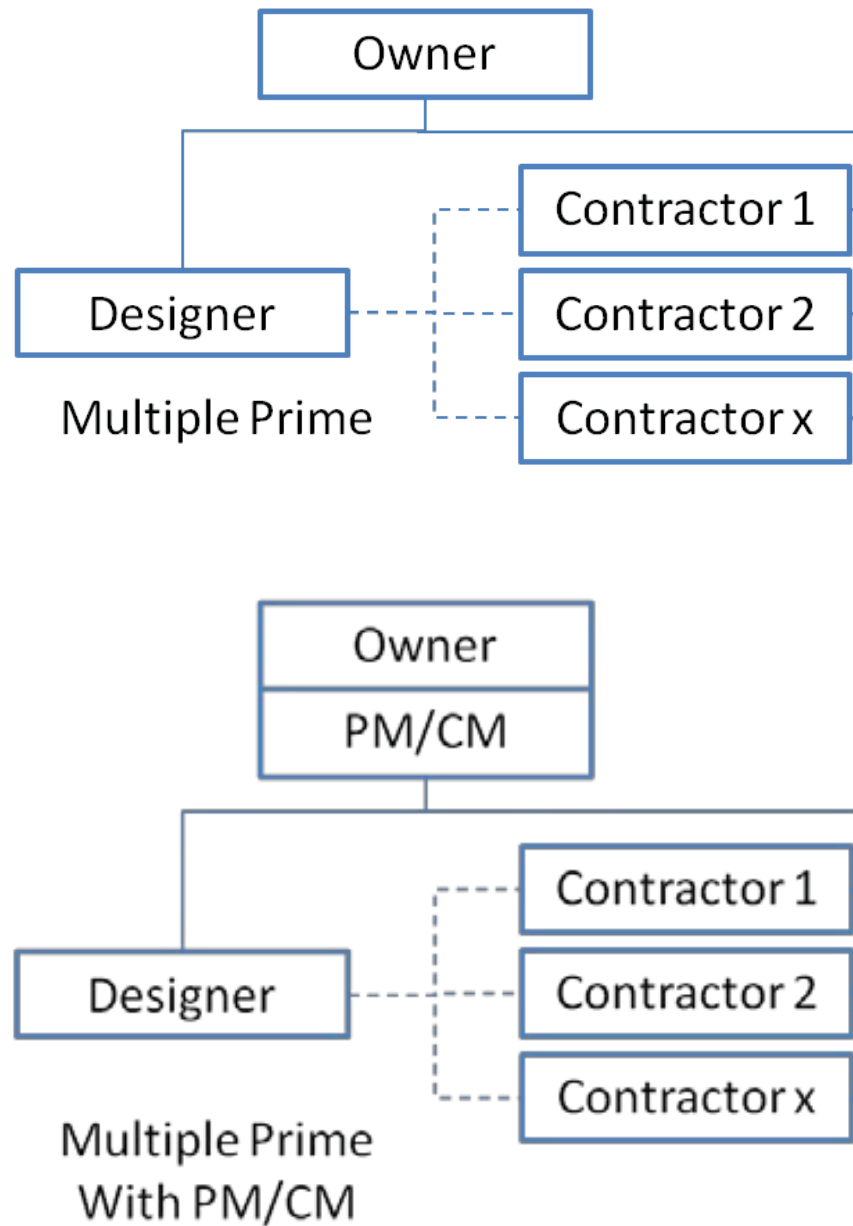 Owner
Contractor 1
Designer
Contractor 2
Multiple Prime
Contractor x
Owner
PM/CM
Contractor 1
Designer
Contractor 2
Contractor x
Multiple Prime
With PM/CM